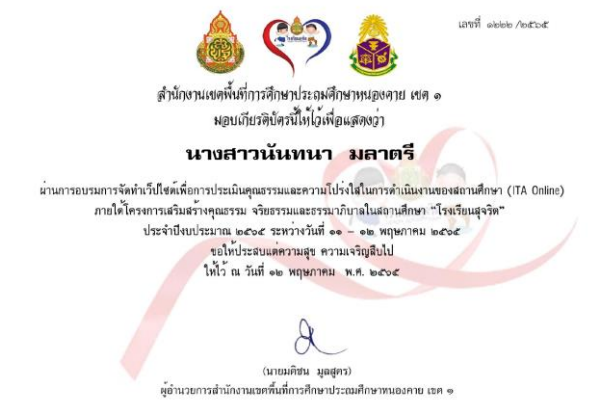 เลขที่ ๑๒๒๒ /๒๕๖๕
สำนักงานเขตพื้นที่การศึกษาประถมศึกษาหนองคาย เขต ๑
มอบเกียรติบัตรนี้ให้ไว้เพื่อแสดงว่า
นางสาวนันทนา มลาตรี
ผ่านการอบรมการจัดทำเว็ปไซต์เพื่อการประเมินคุณธรรมและความโปร่งใสในการดำเนินงานของสถานศึกษา (ITA Online)
ภายใต้โครงการเสริมสร้างคุณธรรม จริยธรรมและธรรมาภิบาลในสถานศึกษา "โรงเรียนสุจริต"
ประจำปีงบประมาณ ๒๕๖๕ ระหว่างวันที่ ๑๑ - ๑๒ พฤษภาคม ๒๕๖๕
ขอให้ประสบแต่ความสุข ความเจริญสืบไป
ให้ไว้ ณ วันที่ ๑๒ พฤษภาคม พ.ศ. ๒๕๖๕
(นายมคิชน มูลสูตร)
ผู้อำนวยการสำนักงานเขตพื้นที่การศึกษาประถมศึกษาหนองคาย เขต ๑